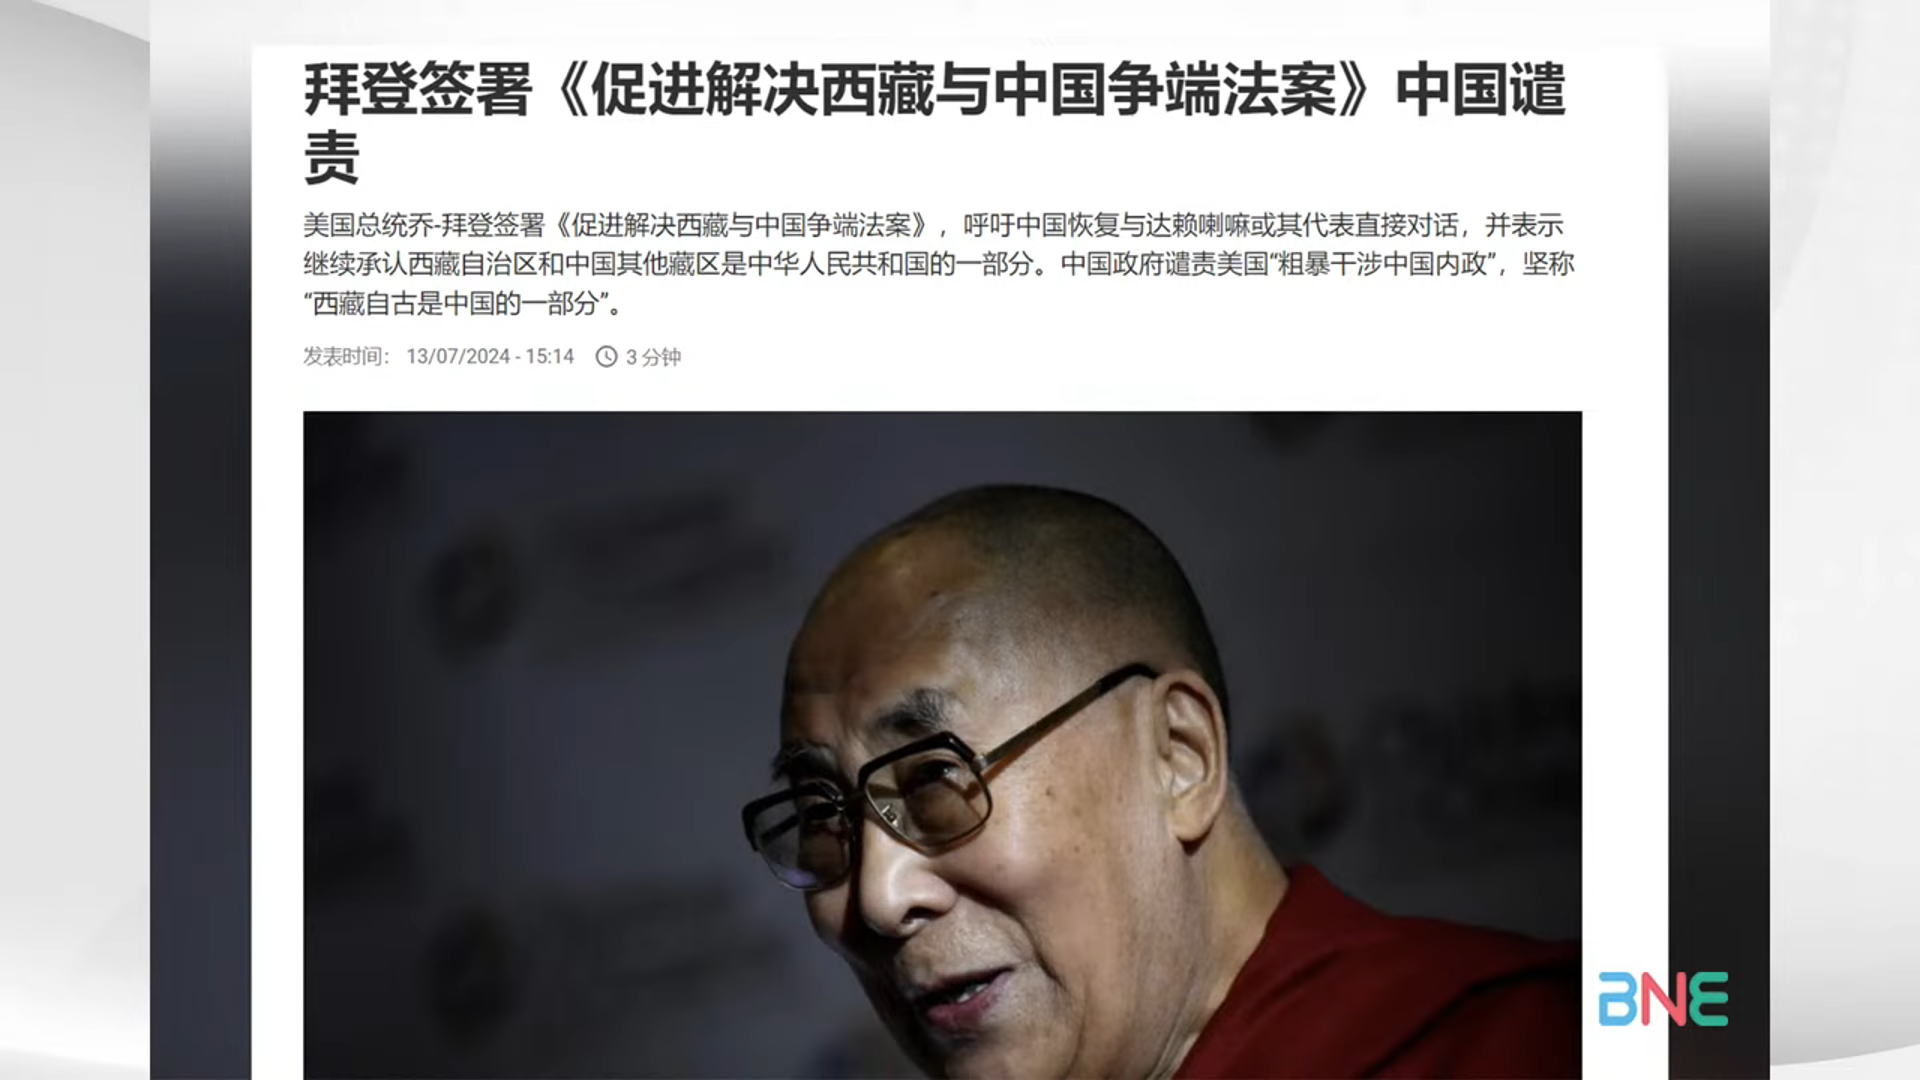 拜登签署《促进解决西藏与中国争端法案》中国谴
责
美国总统乔-拜登签署《促进解决西藏与中国争端法案》，呼吁中国恢复与达赖喇嘛或其代表直接对话，并表示
继续承认西藏自治区和中国其他藏区是中华人民共和国的一部分。中国政府谴责美国“粗暴干涉中国内政”，坚称
“西藏自古是中国的一部分”。
发表时间： 13/07/2024 - 15:14 3 分钟
BNE